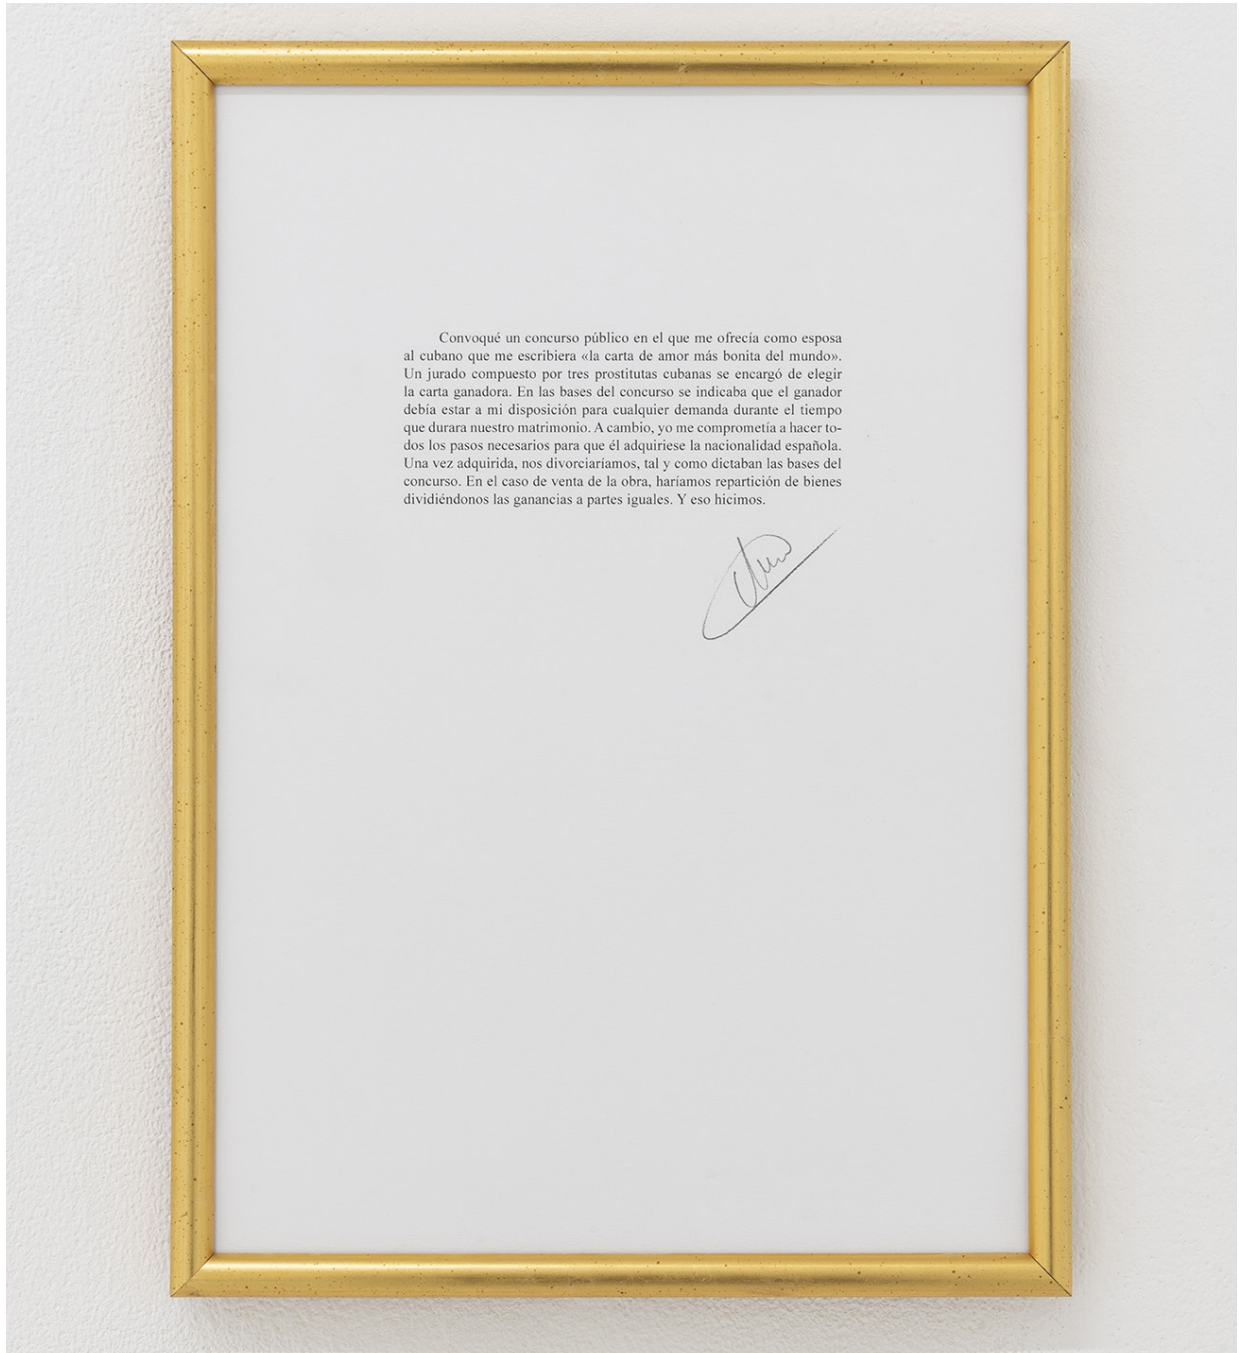 Convoqué un concurso público en el que me ofrecía como esposa
al cubano que me escribiera «la carta de amor más bonita del mundo».
Un jurado compuesto por tres prostitutas cubanas se encargó de elegir
la carta ganadora. En las bases del concurso se indicaba que el ganador
debía estar a mi disposición para cualquier demanda durante el tiempo
que durara nuestro matrimonio. A cambio, yo me comprometía a hacer to-
dos los pasos necesarios para que él adquiriese la nacionalidad española.
Una vez adquirida, nos divorciaríamos, tal y como dictaban las bases del
concurso. En el caso de venta de la obra, haríamos repartición de bienes
dividiéndonos las ganancias a partes iguales. Y eso hicimos.